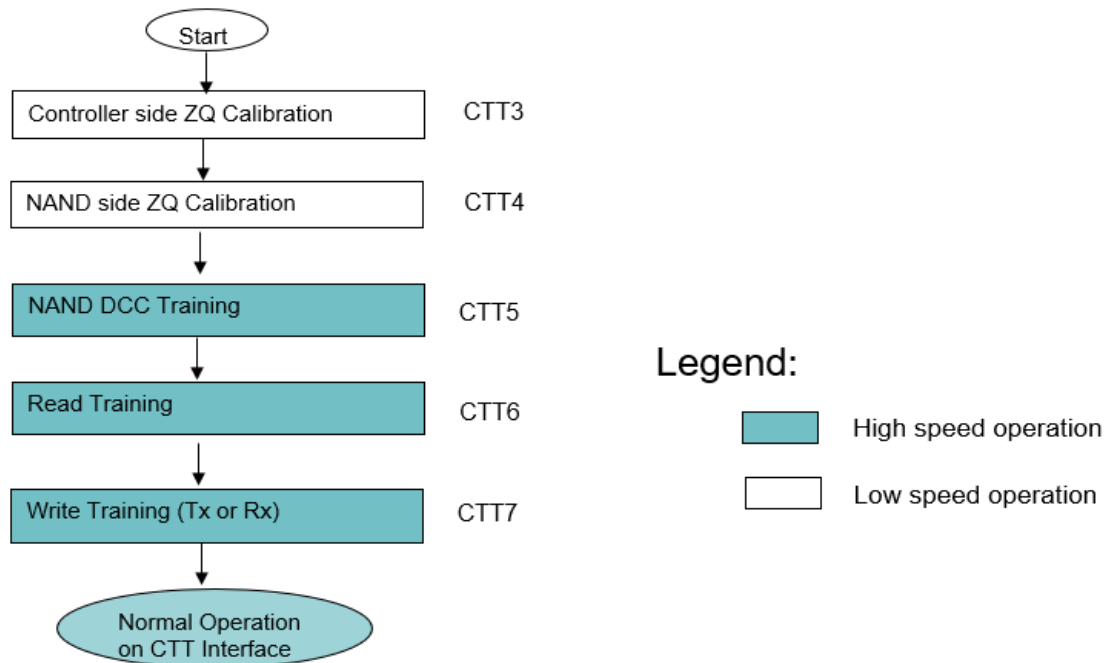 Start
Controller side ZQ Calibration
CTT3
NAND side ZQ Calibration
CTT4
NAND DCC Training
CTT5
Read Training
CTT6
Write Training (Tx or Rx)
CTT7
Normal Operation
on CTT Interface
Legend:
High speed operation
Low speed operation